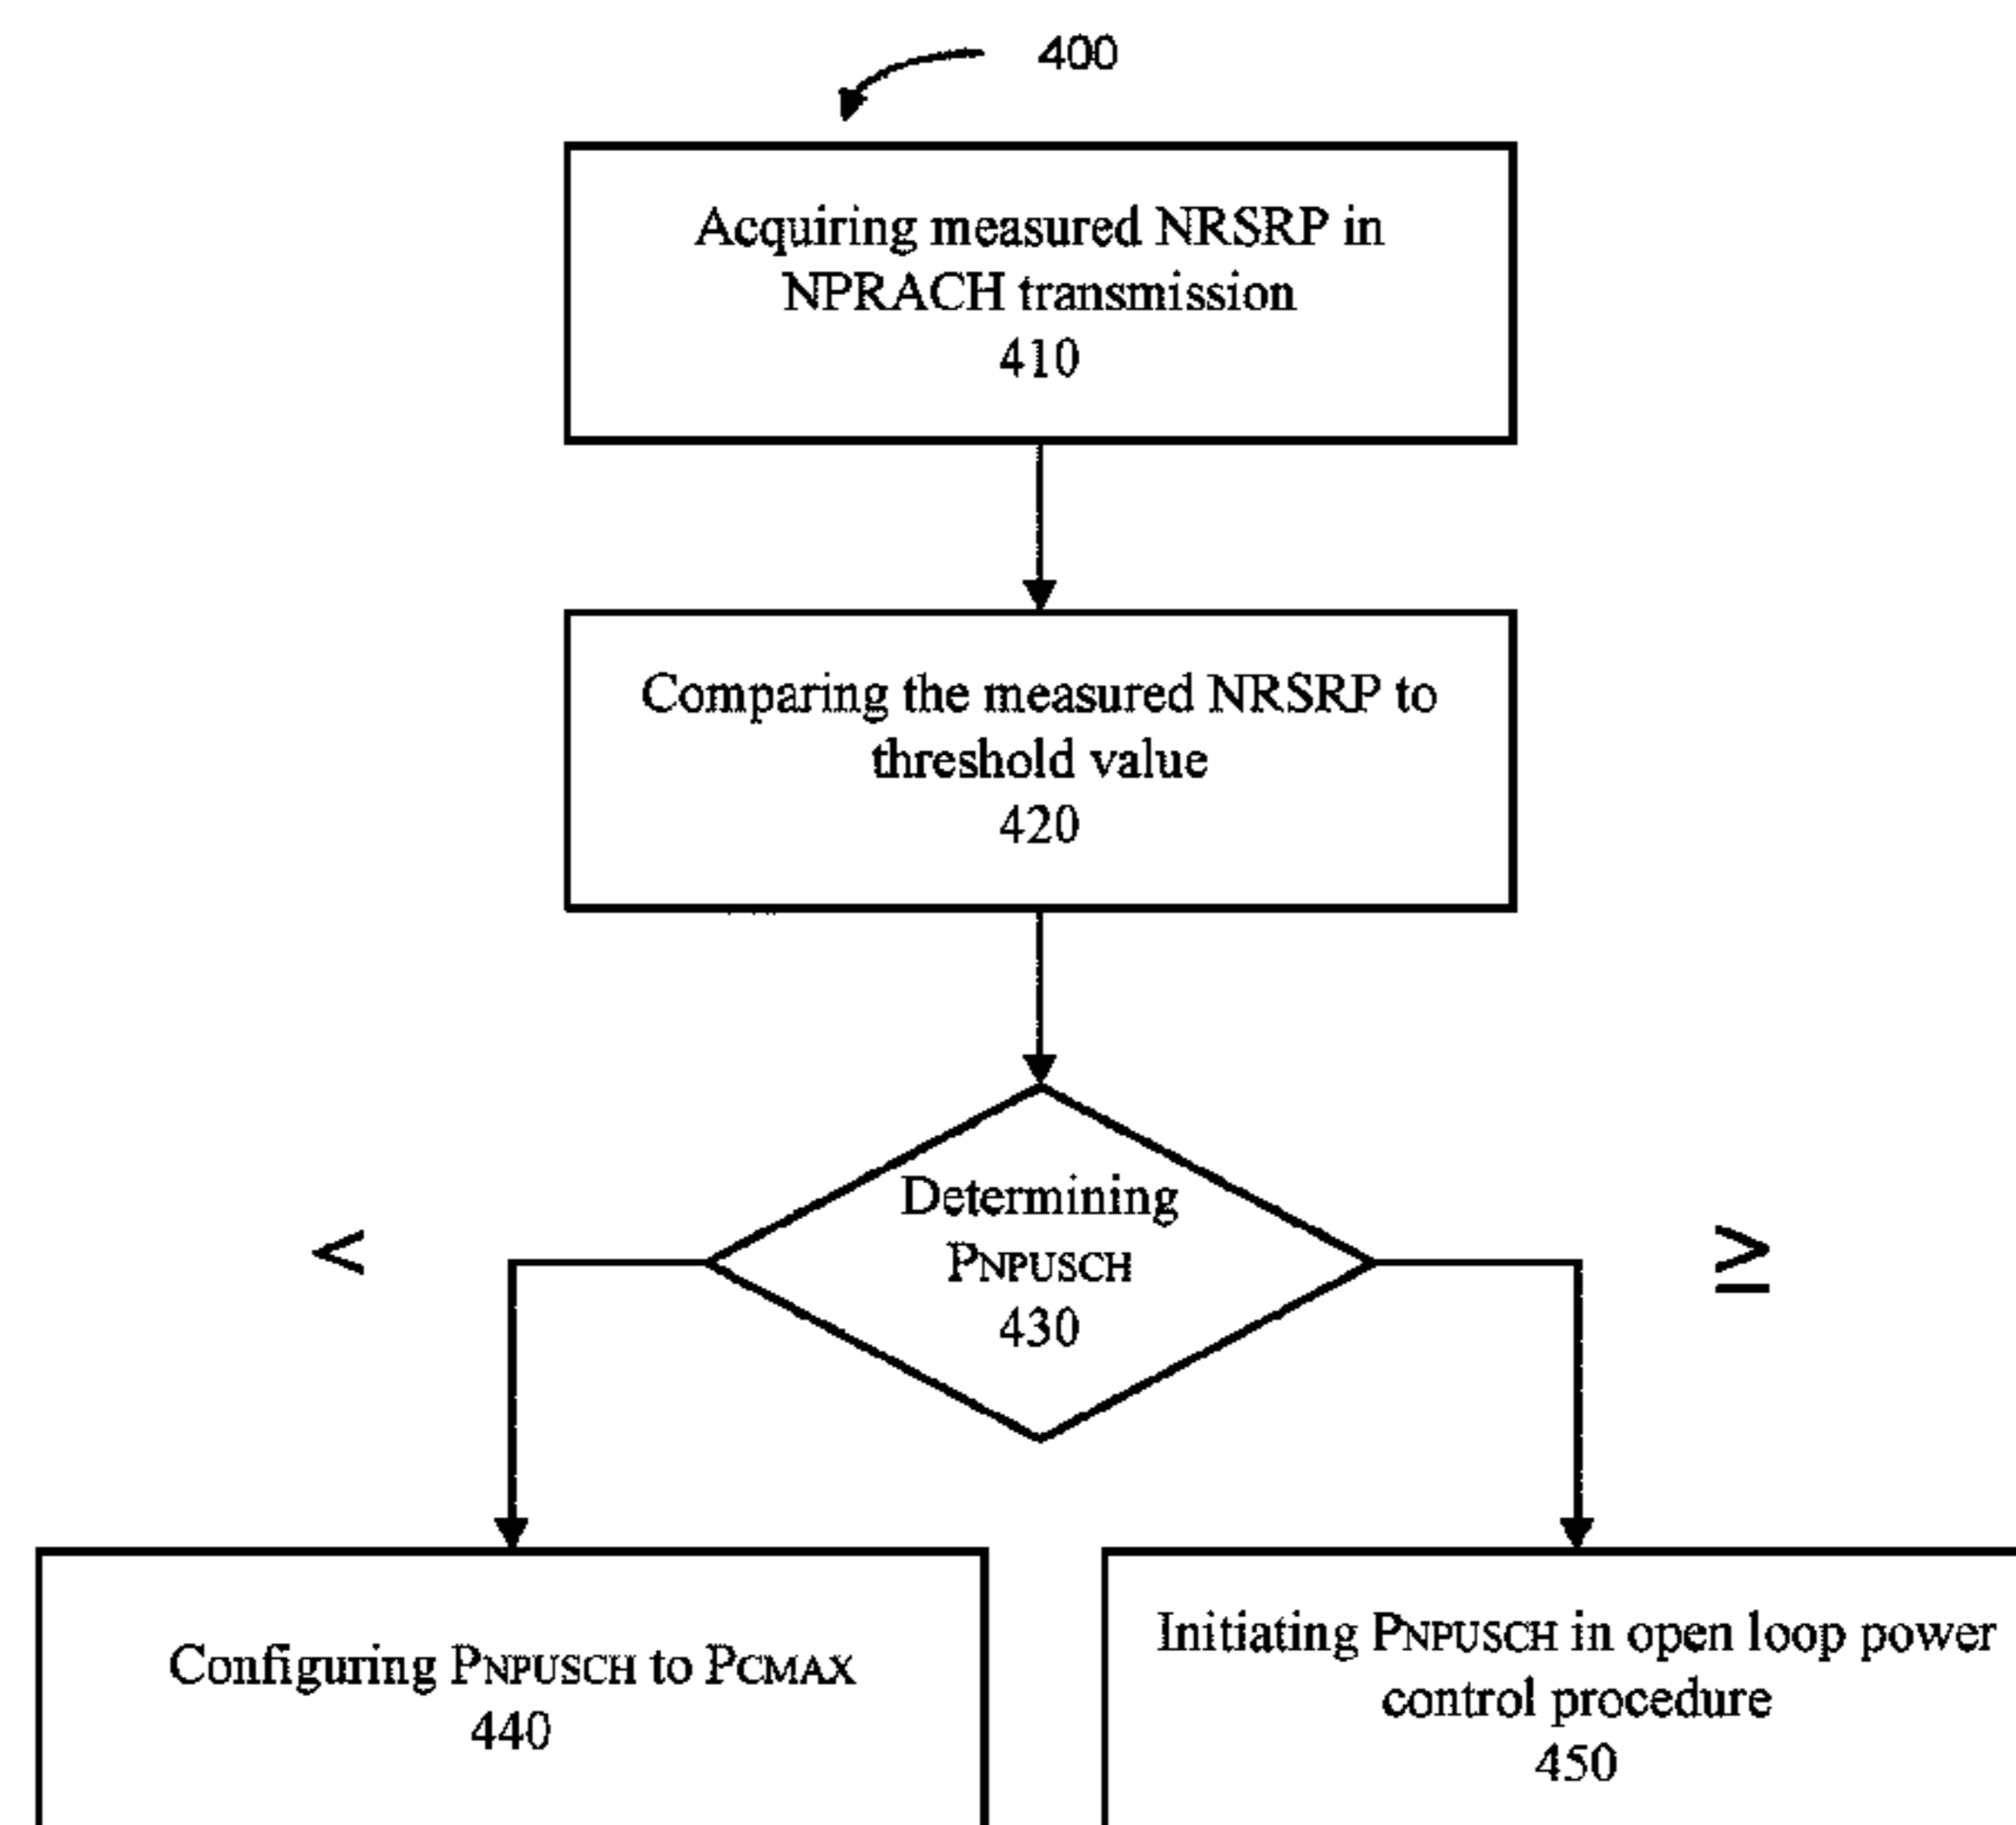 400
Acquiring measured NRSRP in
NPRACH transmission
410
Comparing the measured NRSRP to
threshold value
420
Determining
PNPUSCH
430
<
≥
Configuring PNPUSCH to PCMAX
440
Initiating PNPUSCH in open loop power
control procedure
450